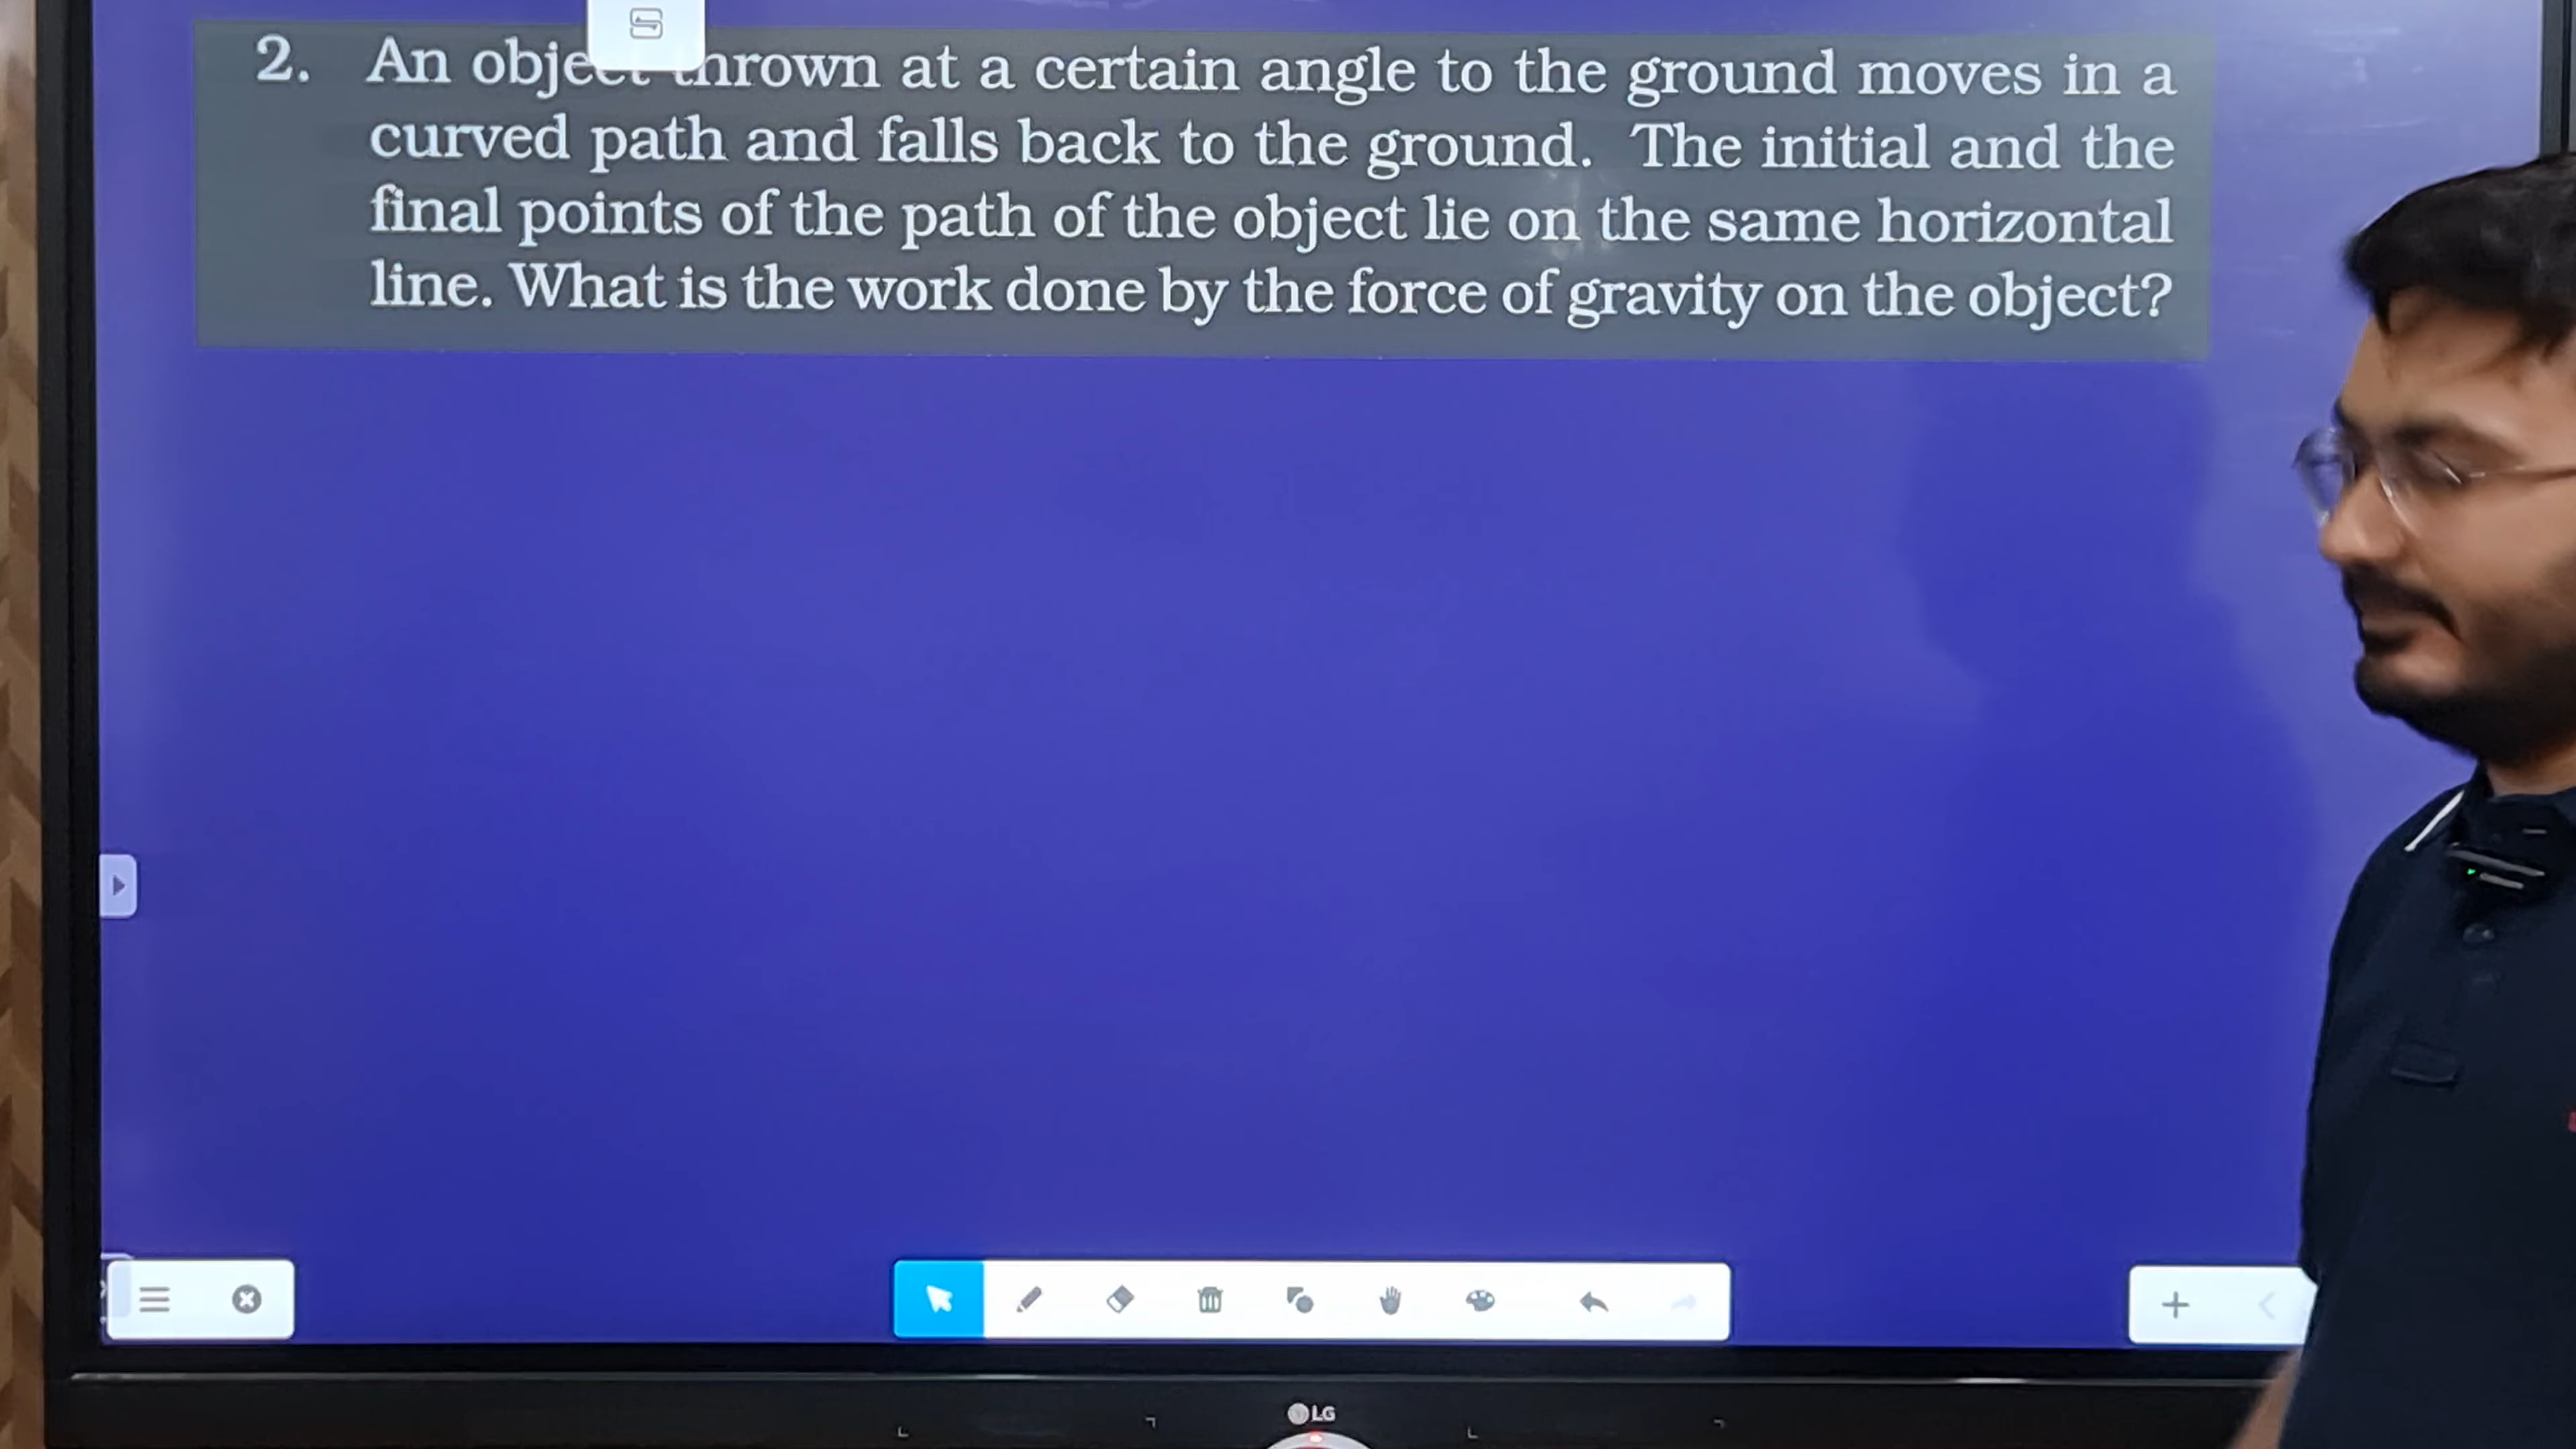 2. An object thrown at a certain angle to the ground moves in a
curved path and falls back to the ground. The initial and the
final points of the path of the object lie on the same horizontal
line. What is the work done by the force of gravity on the object?
LG